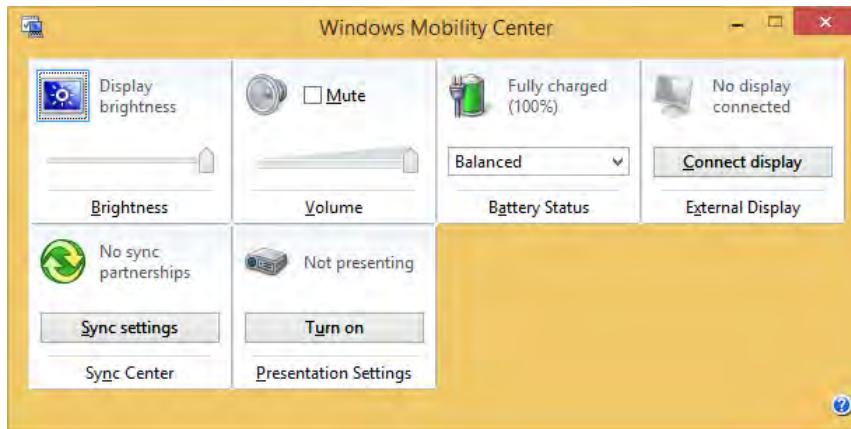 Windows Mobility Center
Display
brightness
Brightness
Mute
Volume
Fully charged
(100%)
Balanced
Battery Status
No display
connected
Connect display
External Display
No sync
partnerships
Sync settings
Sync Center
Not presenting
Turn on
Presentation Settings